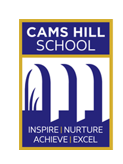 CAMS HILL
SCHOOL
INSPIRE | NURTURE
ACHIEVE | EXCEL